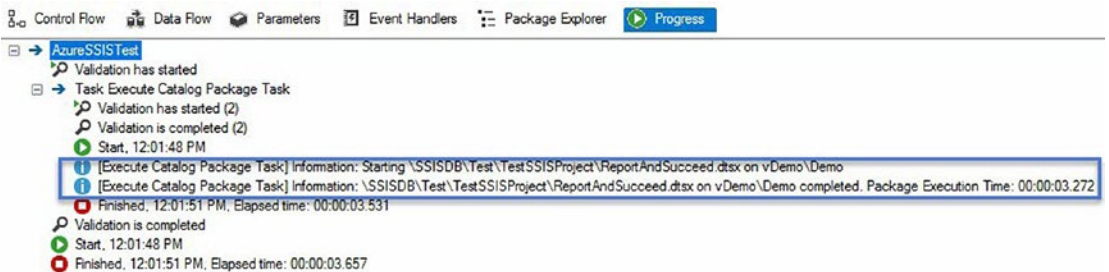 Control Flow Data Flow Parameters Event Handlers Package Explorer Progress
AzureSSISTest
Validation has started
Task Execute Catalog Package Task
Validation has started (2)
Validation is completed (2)
Start, 12:01:48 PM
[Execute Catalog Package Task] Information: Starting \SSISDB\Test\TestSSISProject\ReportAndSucceed.dtsx on vDemo\Demo
[Execute Catalog Package Task] Information: \SSISDB\Test\TestSSISProject\ReportAndSucceed.dtsx on vDemo\Demo completed. Package Execution Time: 00:00:03.272
Finished, 12:01:51 PM, Elapsed time: 00:00:03.531
Validation is completed
Start, 12:01:48 PM
Finished, 12:01:51 PM, Elapsed time: 00:00:03.657